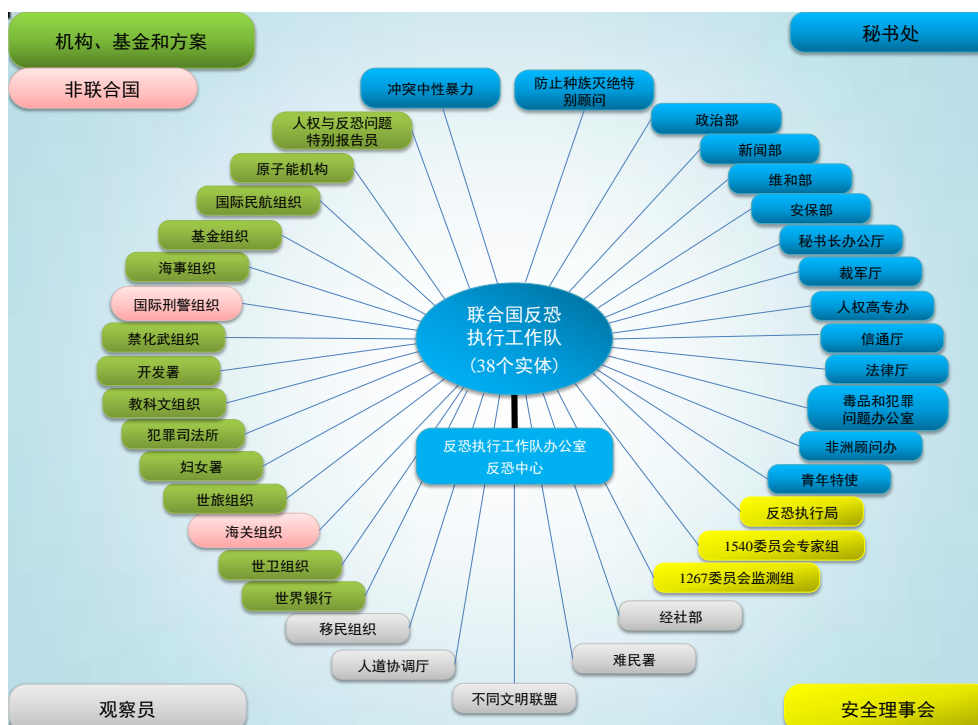 机构、基金和方案
秘书处
非联合国
冲突中性暴力
防止种族灭绝特
别顾问
人权与反恐问题
特别报告员
原子能机构
国际民航组织
基金组织
海事组织
国际刑警组织
禁化武组织
开发署
教科文组织
犯罪司法所
妇女署
世旅组织
海关组织
世卫组织
世界银行
移民组织
人道协调厅
不同文明联盟
难民署
经社部
政治部
新闻部
维和部
安保部
秘书长办公厅
裁军厅
人权高专办
信通厅
法律厅
毒品和犯罪
问题办公室
非洲顾问办
青年特使
反恐执行局
1540委员会专家组
1267委员会监测组
联合国反恐
执行工作队
（38个实体）
反恐执行工作队办公室
反恐中心
观察员
安全理事会